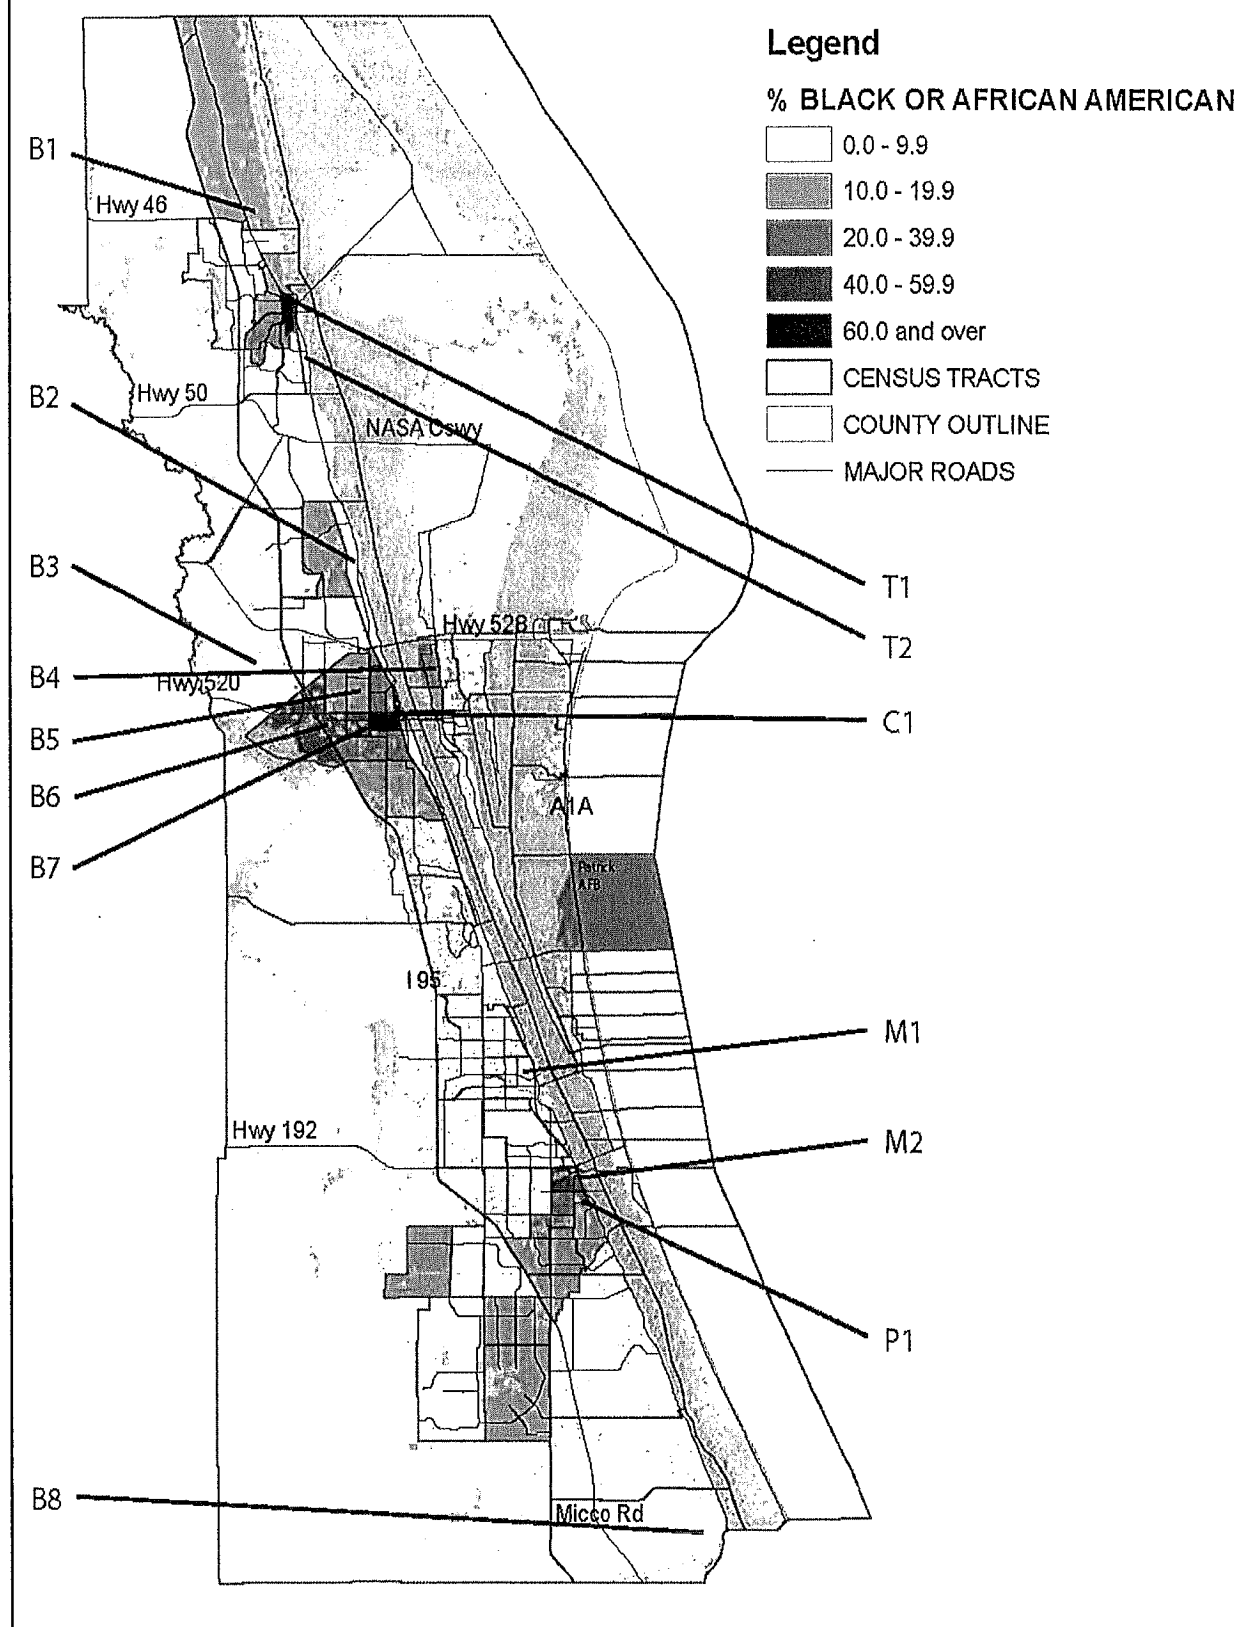 Legend
% BLACK OR AFRICAN AMERICAN
0.0 - 9.9
10.0 - 19.9
20.0 - 39.9
40.0 - 59.9
60.0 and over
CENSUS TRACTS
COUNTY OUTLINE
MAJOR ROADS
B1
Hwy 46
B2
Hwy 50
NASA Cswy
B3
T1
Hwy 528
T2
B4
Hwy 520
C1
B5
B6
A1A
B7
Patrick
AFB
I 95
M1
Hwy 192
M2
P1
B8
Micco Rd